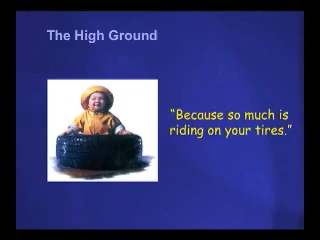 The High Ground
“Because so much is
riding on your tires.”